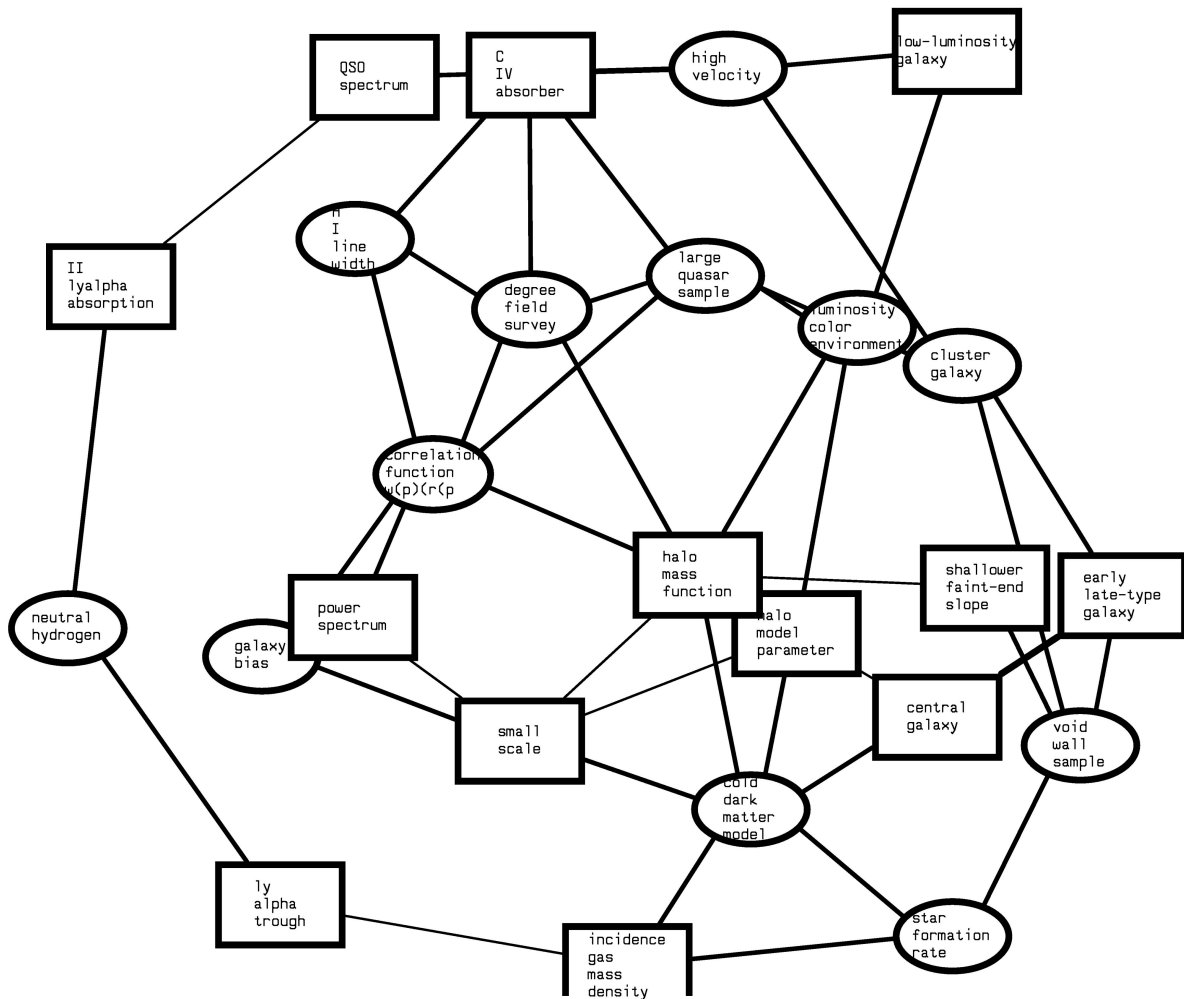 QSO
spectrum
C
IV
absorber
high
velocity
low-luminosity
galaxy
H
I
line
width
large
quasar
sample
II
lyalpha
absorption
degree
field
survey
luminosity
color
environment
cluster
galaxy
correlation
function
w(p)(r(p
halo
mass
function
shallower
faint-end
slope
early
late-type
galaxy
neutral
hydrogen
galaxy
bias
power
spectrum
halo
model
parameter
central
galaxy
small
scale
void
wall
sample
cold
dark
matter
model
ly
alpha
trough
incidence
gas
mass
density
star
formation
rate